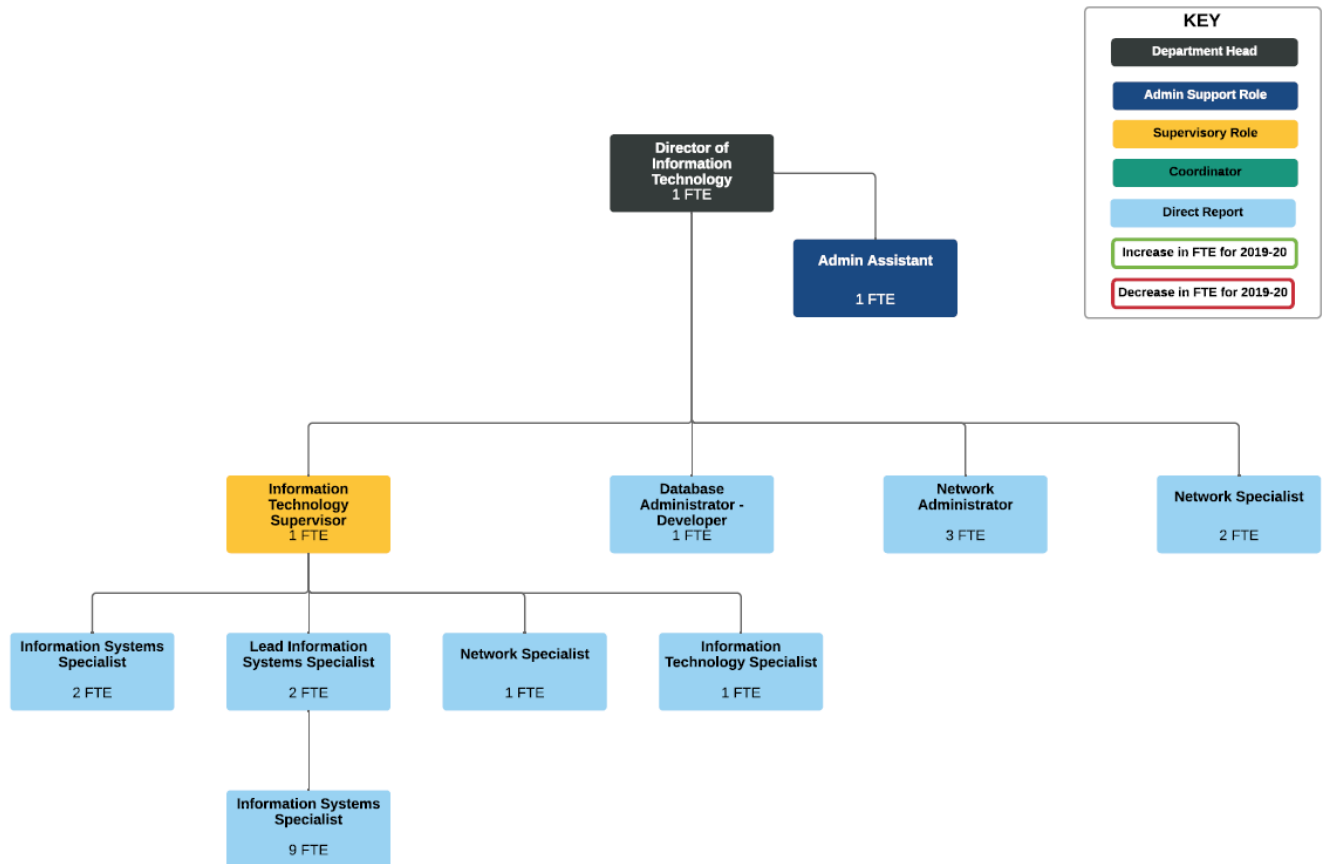 KEY
Department Head
Admin Support Role
Supervisory Role
Coordinator
Direct Report
Increase in FTE for 2019-20
Decrease in FTE for 2019-20
Director of
Information
Technology
1 FTE
Admin Assistant
1 FTE
Information
Technology
Supervisor
1 FTE
Database
Administrator -
Developer
1 FTE
Network
Administrator
3 FTE
Network Specialist
2 FTE
Information Systems
Specialist
2 FTE
Lead Information
Systems Specialist
2 FTE
Network Specialist
1 FTE
Information
Technology Specialist
1 FTE
Information Systems
Specialist
9 FTE